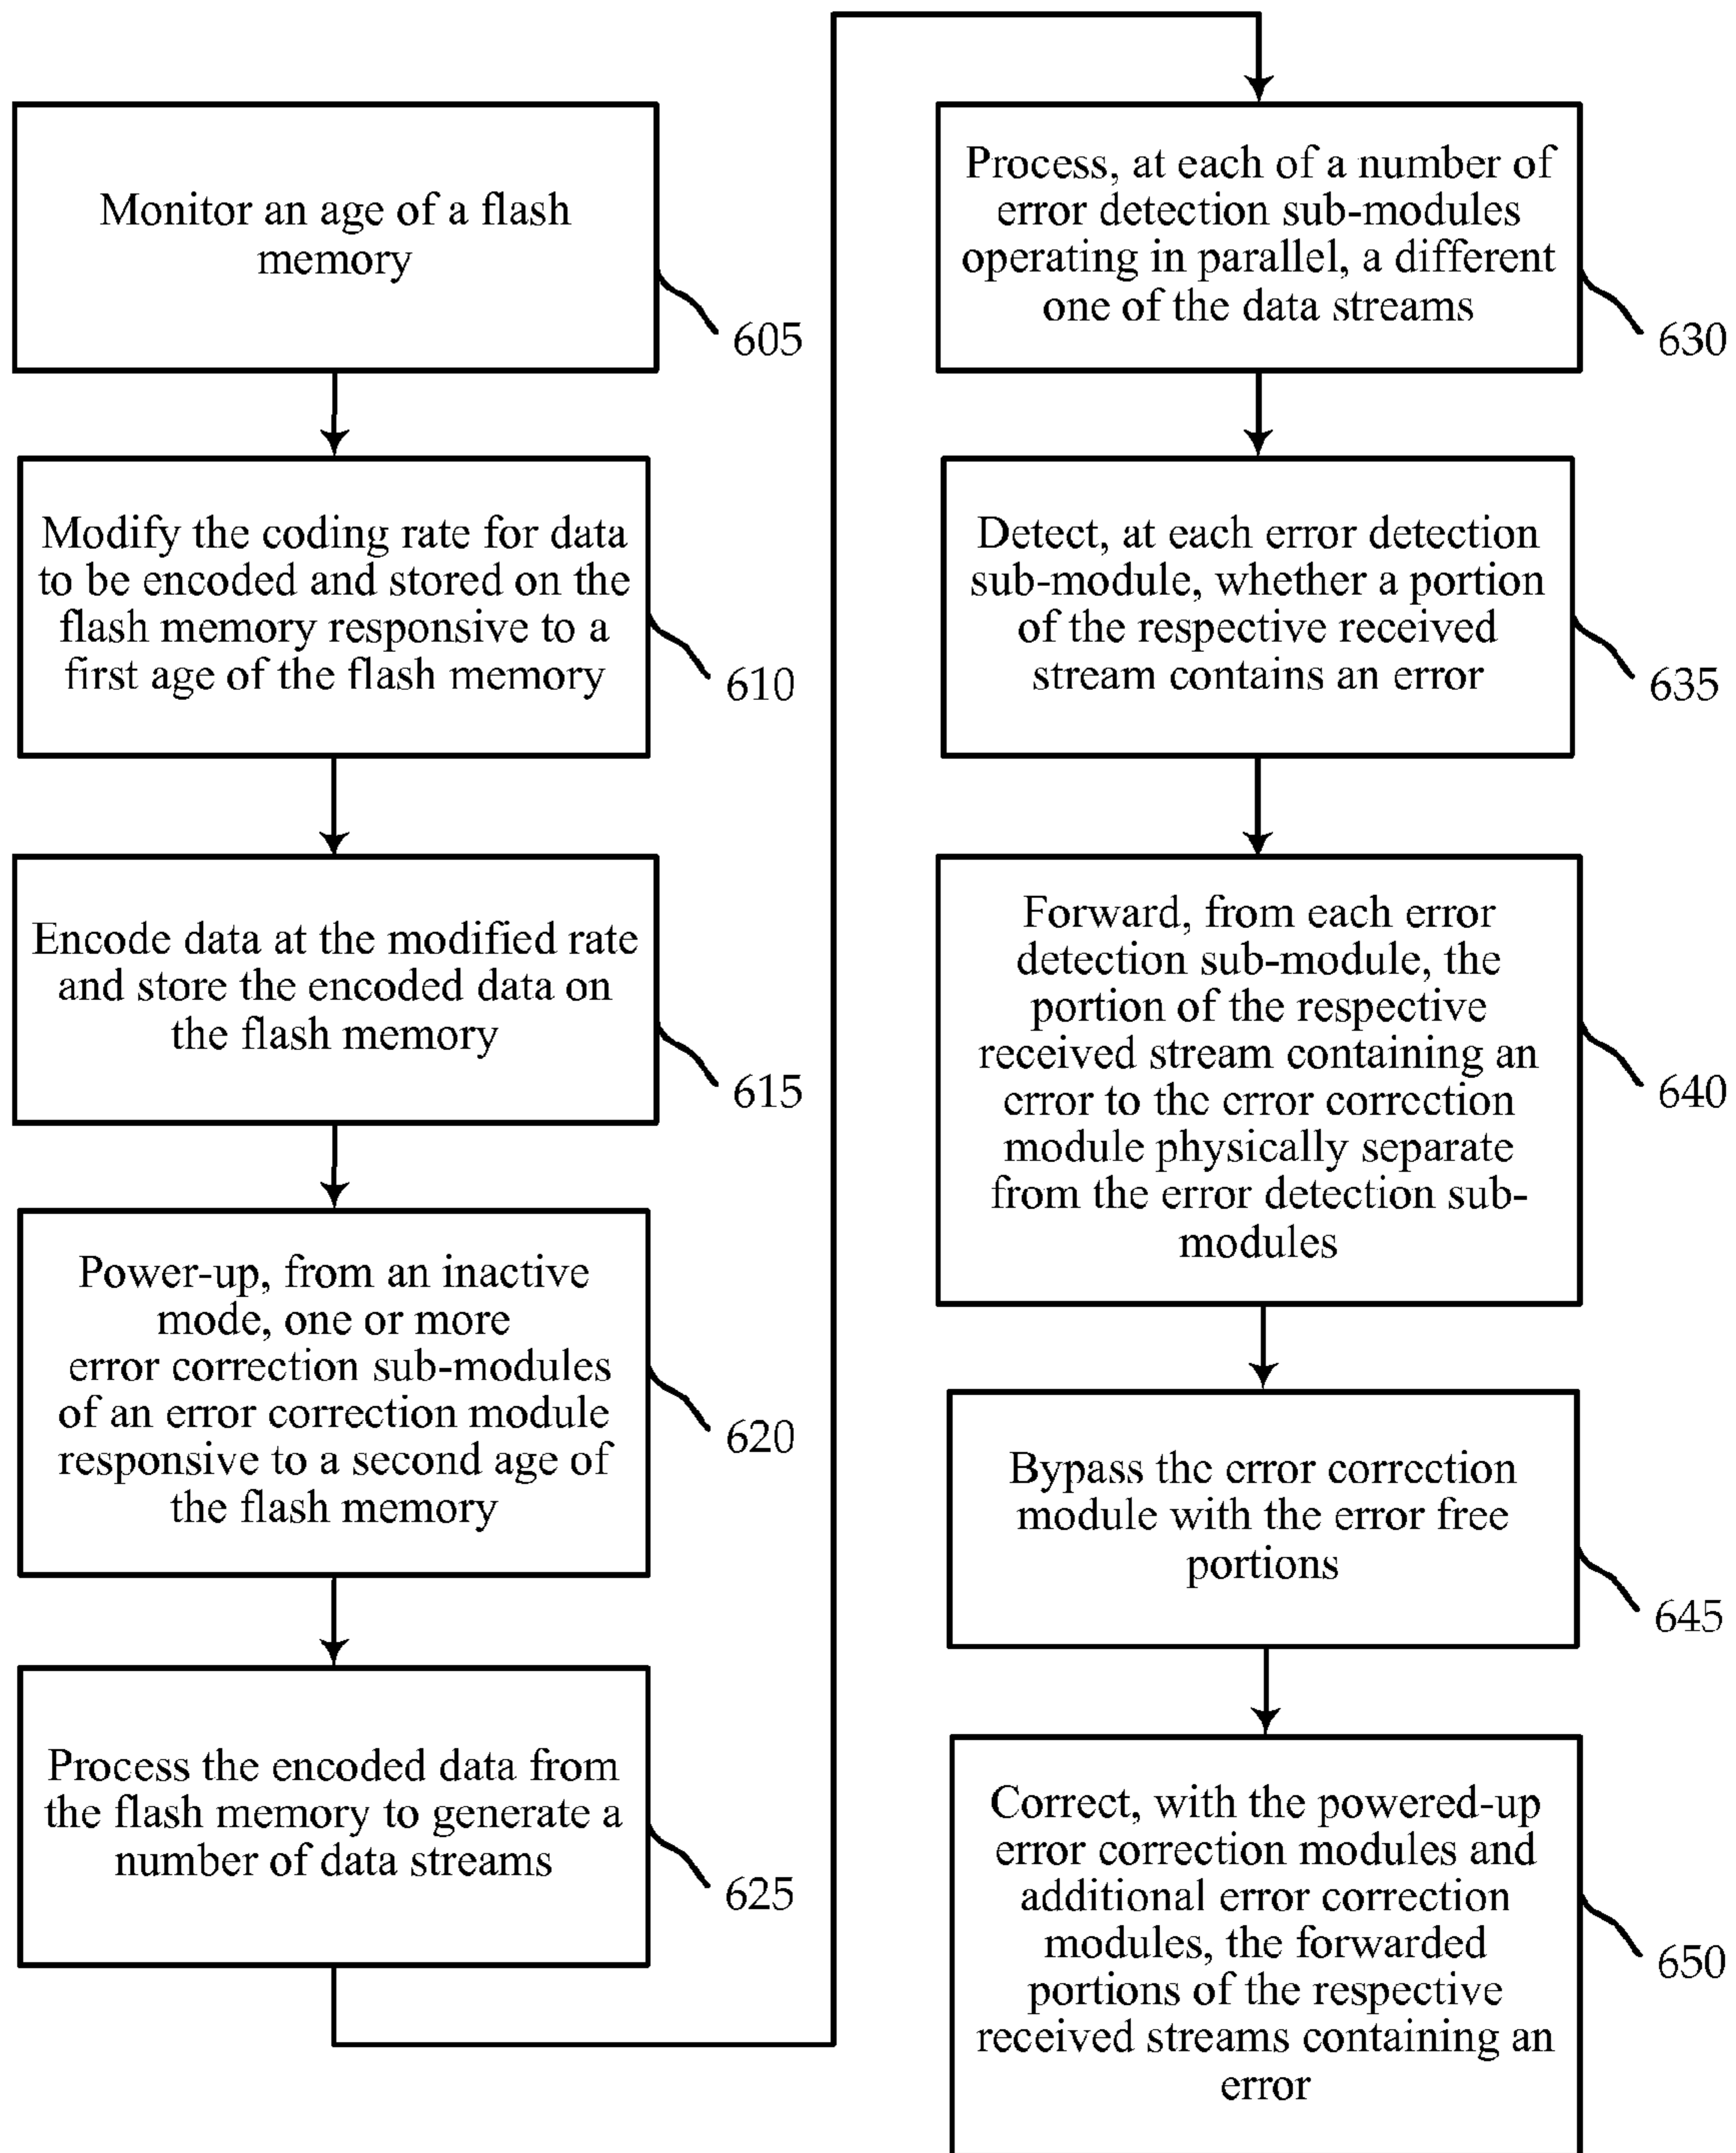 Monitor an age of a flash
memory
605
Modify the coding rate for data
to be encoded and stored on the
flash memory responsive to a
first age of the flash memory
610
Encode data at the modified rate
and store the encoded data on
the flash memory
615
Power-up, from an inactive
mode, one or more
error correction sub-modules
of an error correction module
responsive to a second age of
the flash memory
620
Process the encoded data from
the flash memory to generate a
number of data streams
625
Process, at each of a number of
error detection sub-modules
operating in parallel, a different
one of the data streams
630
Detect, at each error detection
sub-module, whether a portion
of the respective received
stream contains an error
635
Forward, from each error
detection sub-module, the
portion of the respective
received stream containing an
error to the error correction
module physically separate
from the error detection sub-
modules
640
Bypass the error correction
module with the error free
portions
645
Correct, with the powered-up
error correction modules and
additional error correction
modules, the forwarded
portions of the respective
received streams containing an
error
650